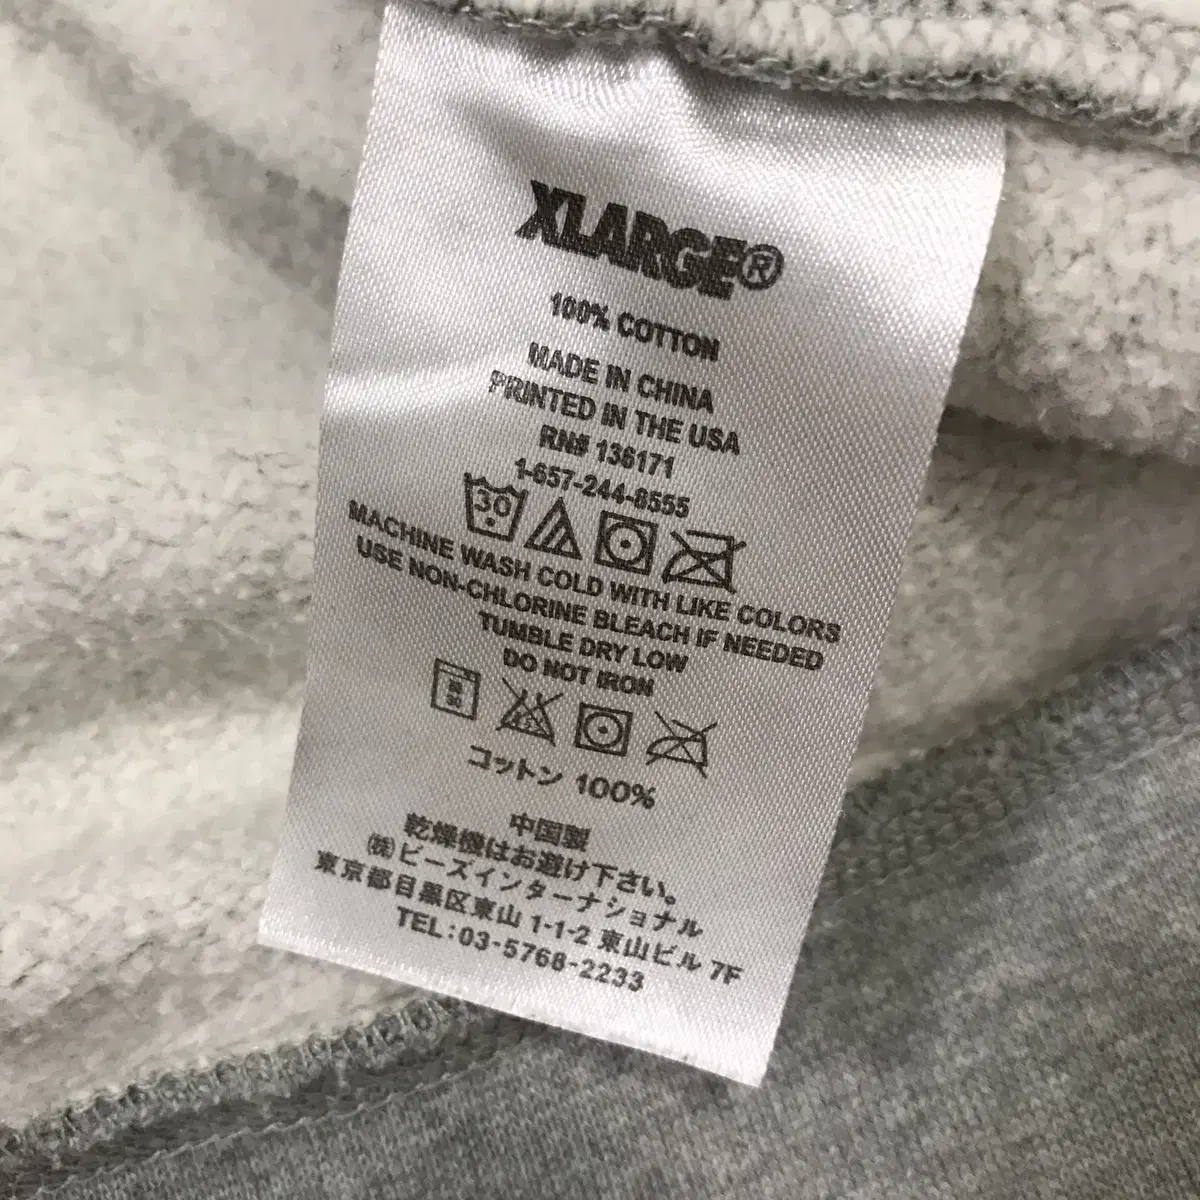 XLARGE®
100% COTTON
MADE IN CHINA
PRINTED IN THE USA
RN# 136171
1-657-244-8555
30
MACHINE WASH COLD WITH LIKE COLORS
USE NON-CHLORINE BLEACH IF NEEDED
TUMBLE DRY LOW
DO NOT IRON
コットン 100%
中国製
乾燥機はお避け下さい。
㈱ビーズインターナショナル
東京都目黒区東山 1-1-2 東山ビル 7F
TEL:03-5768-2233